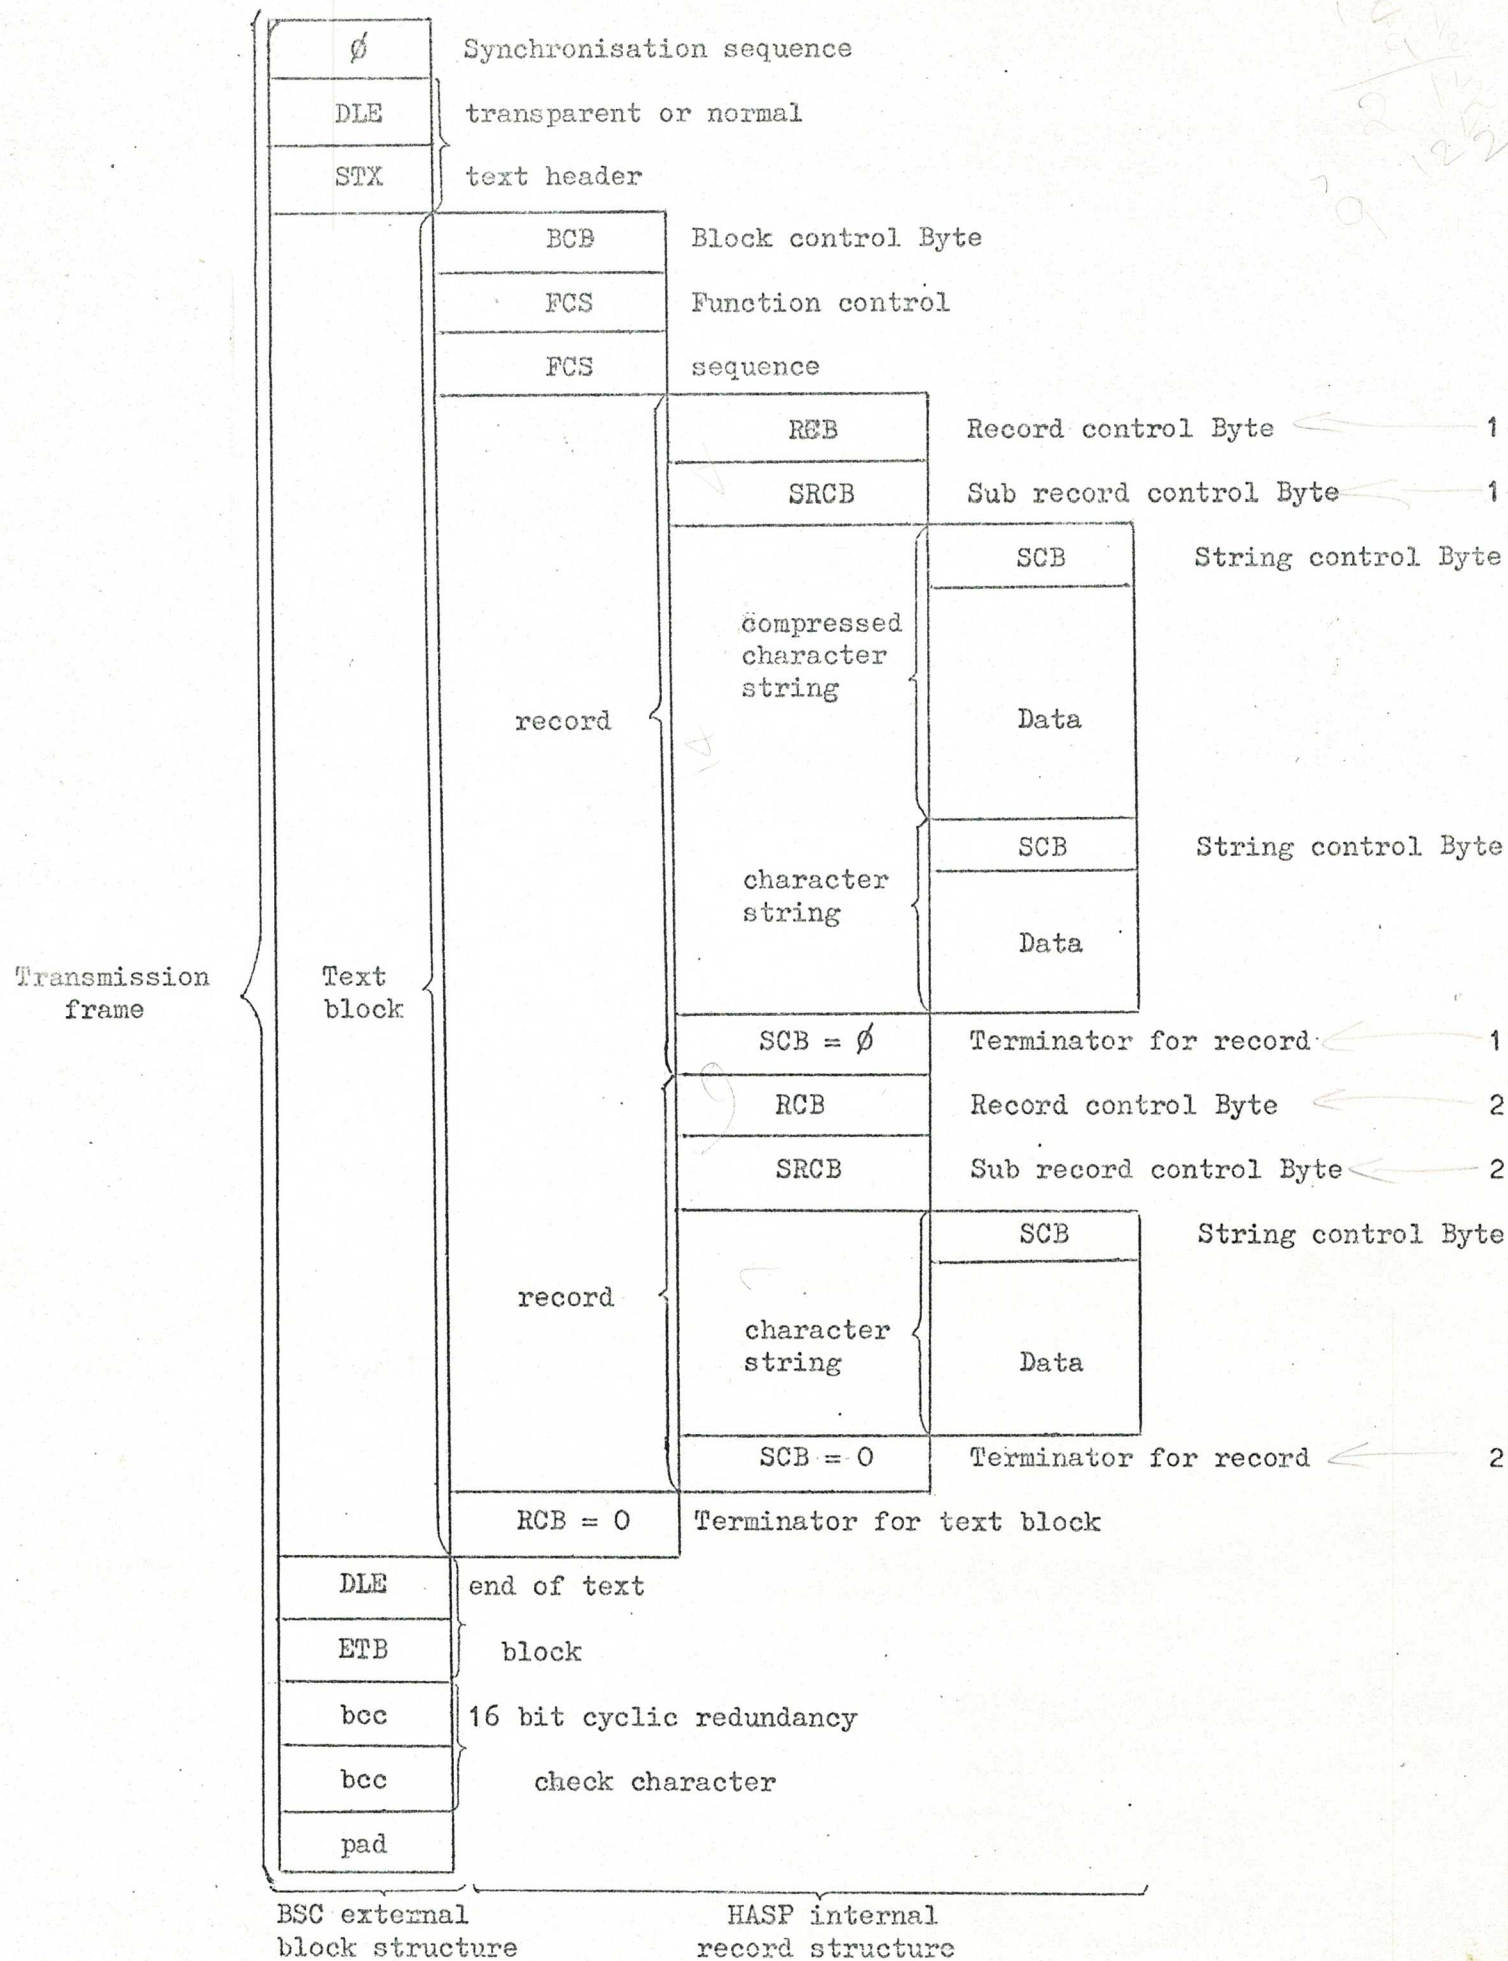 ∅ Synchronisation sequence
DLE transparent or normal
STX text header
BCB Block control Byte
FCS Function control
FCS sequence
RCB Record control Byte 1
SRCB Sub record control Byte 1
SCB String control Byte
compressed
character
string
Data
record
SCB String control Byte
character
string
Data
Transmission
frame
Text
block
SCB = ∅ Terminator for record 1
RCB Record control Byte 2
SRCB Sub record control Byte 2
SCB String control Byte
record
character
string
Data
SCB = 0 Terminator for record 2
RCB = 0 Terminator for text block
DLE end of text
ETB block
bcc 16 bit cyclic redundancy
bcc check character
pad
BSC external
block structure
HASP internal
record structure